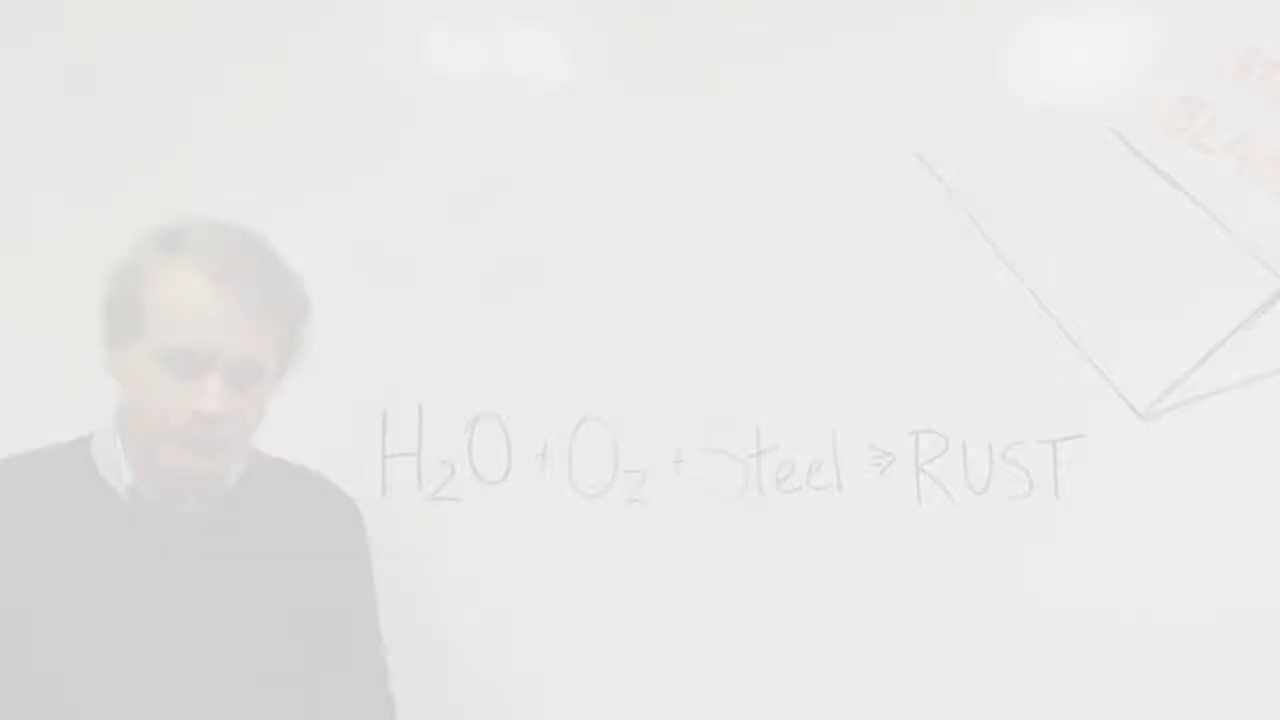 H₂O + O₂ + Steel ⇒ RUST